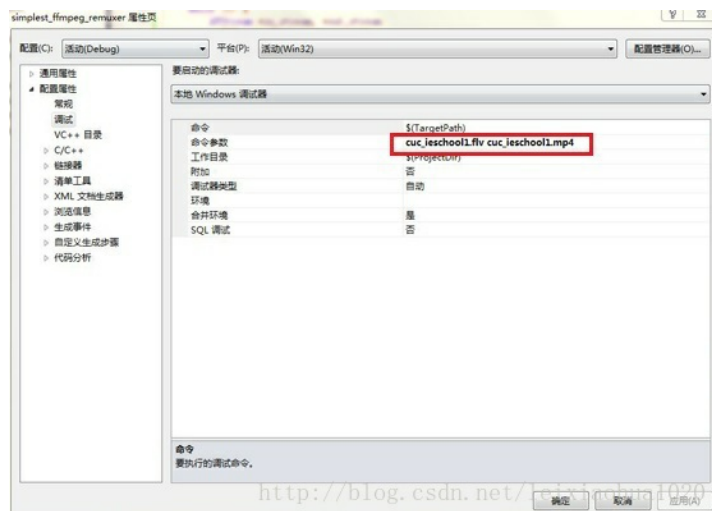 simplest_ffmpeg_remuxer 属性页
配置(C): 活动(Debug) 平台(P): 活动(Win32) 配置管理器(O)...
通用属性
配置属性
常规
调试
VC++ 目录
C/C++
链接器
清单工具
XML 文档生成器
浏览信息
生成事件
自定义生成步骤
代码分析
要启动的调试器:
本地 Windows 调试器
命令 $(TargetPath)
命令参数 cuc_ieschool1.flv cuc_ieschool1.mp4
工作目录 $(ProjectDir)
附加 否
调试器类型 自动
环境
合并环境 是
SQL 调试 否
命令
要执行的调试命令。
http://blog.csdn.net/leixiaohua1020
确定 取消 应用(A)